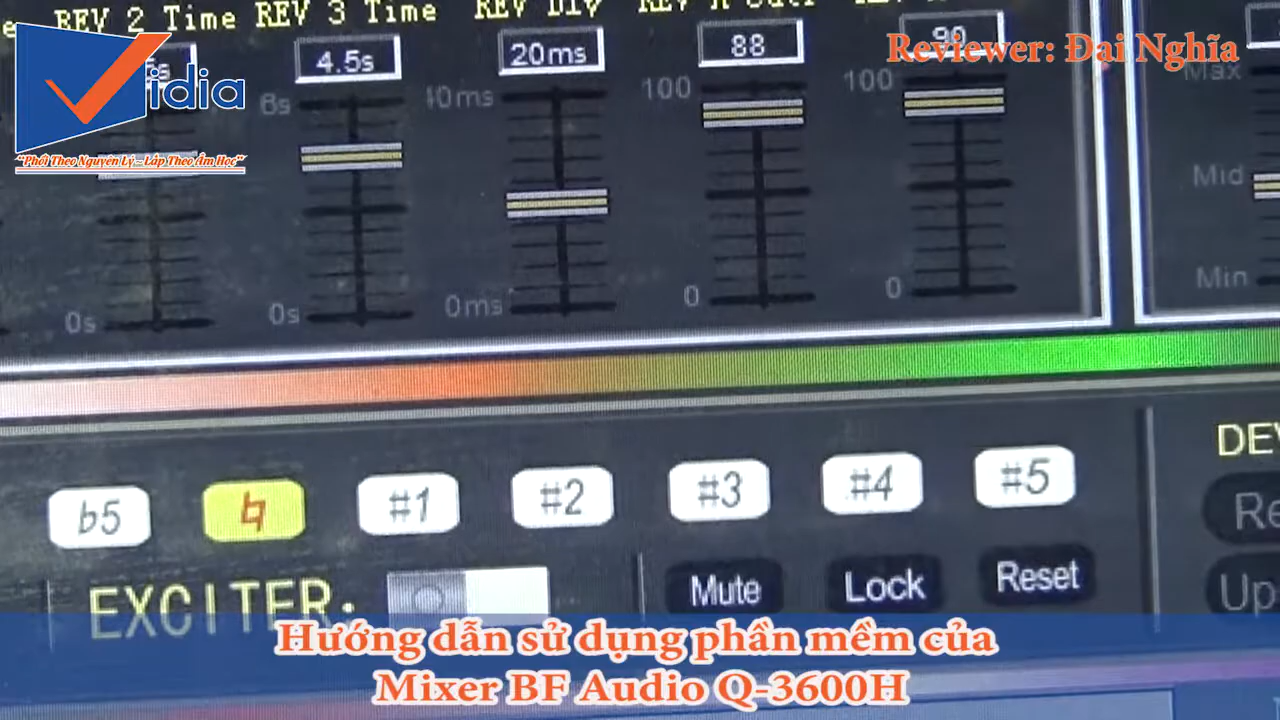 REV 2 Time REV 3 Time
4.5s 20ms 88 90
Reviewer: Đại Nghĩa
idia
"Phối Theo Nguyên Lý - Lắp Theo Âm Học"
6s 40ms 100 100 Max
Mid
0s 0s 0ms 0 0 Min
b5 ♮ #1 #2 #3 #4 #5
DEV
Re
EXCITER: Mute Lock Reset
Up
Hướng dẫn sử dụng phần mềm của
Mixer BF Audio Q-3600H